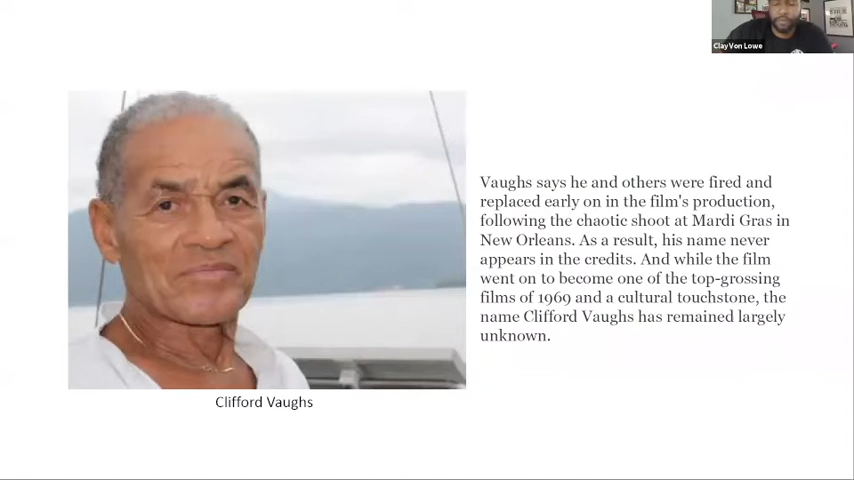 Clay Von Lowe
Vaughs says he and others were fired and
replaced early on in the film's production,
following the chaotic shoot at Mardi Gras in
New Orleans. As a result, his name never
appears in the credits. And while the film
went on to become one of the top-grossing
films of 1969 and a cultural touchstone, the
name Clifford Vaughs has remained largely
unknown.
Clifford Vaughs